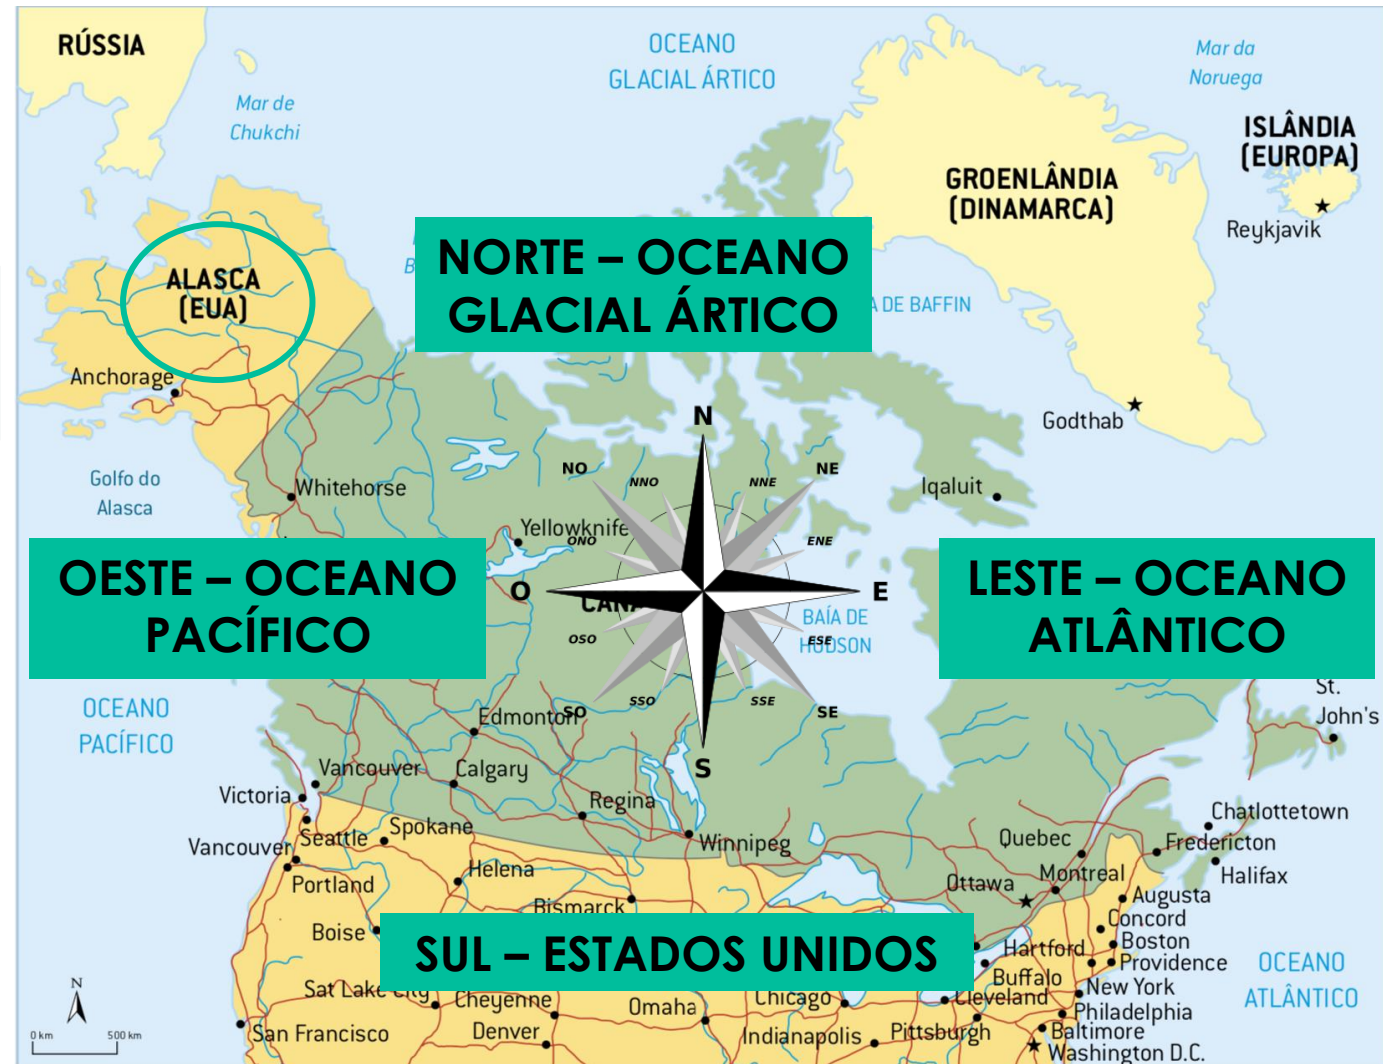 RÚSSIA
OCEANO
GLACIAL ÁRTICO
Mar da
Noruega
Mar de
Chukchi
ISLÂNDIA
(EUROPA)
GROENLÂNDIA
(DINAMARCA)
Reykjavik
NORTE – OCEANO
GLACIAL ÁRTICO
ALASCA
(EUA)
DE BAFFIN
Anchorage
Godthab
N
NO
NE
NNO
NNE
Golfo do
Alasca
Whitehorse
Iqaluit
Yellowknife
ONO
ENE
OESTE – OCEANO
PACÍFICO
LESTE – OCEANO
ATLÂNTICO
O
E
BAÍA DE
HUDSON
OSO
ESE
St.
John's
OCEANO
PACÍFICO
SSO
SSE
SO
SE
Edmonton
S
Vancouver
Calgary
Victoria
Regina
Chatlottetown
Seattle
Spokane
Vancouver
Winnipeg
Quebec
Fredericton
Helena
Portland
Montreal
Halifax
Ottawa
Augusta
Bismarck
Concord
Boise
SUL – ESTADOS UNIDOS
Hartford
Boston
Providence
OCEANO
ATLÂNTICO
Buffalo
New York
N
Sat Lake City
Cheyenne
Omaha
Chicago
Cleveland
Philadelphia
San Francisco
Denver
Indianapolis
Pittsburgh
Baltimore
0 km
500 km
Washington D.C.